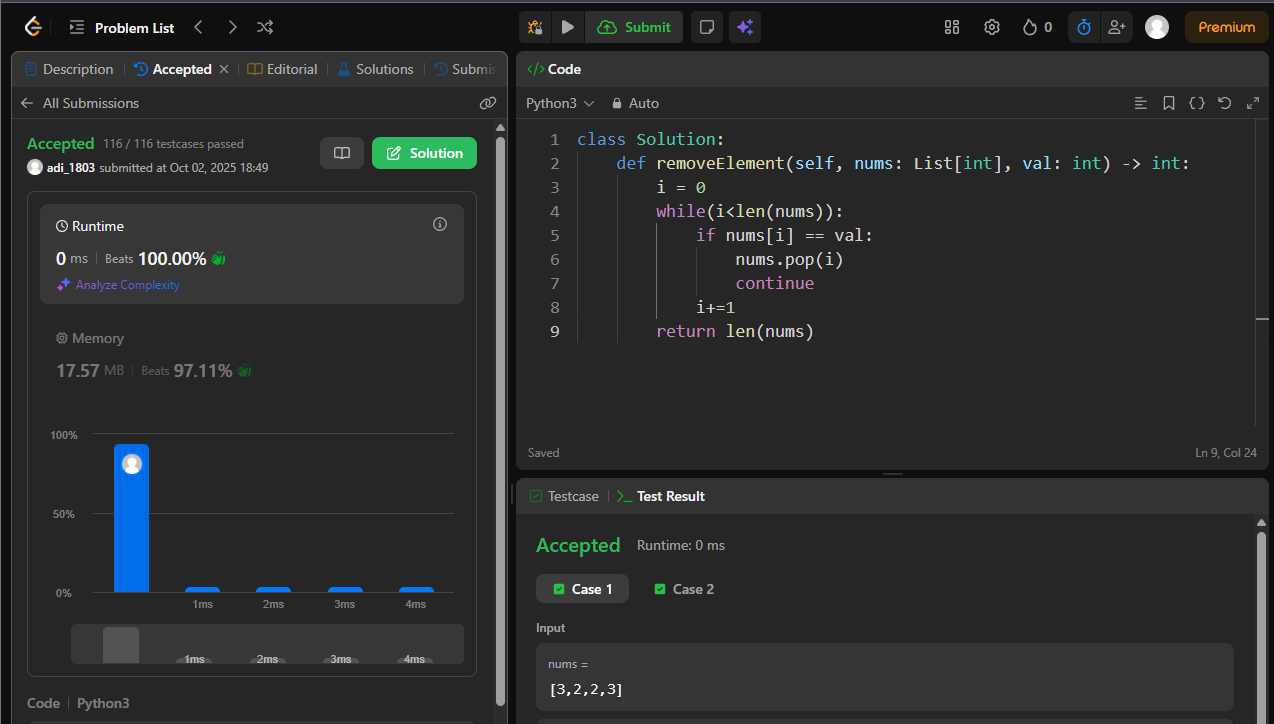 Problem List
Submit
0
Premium
Description
Accepted
Editorial
Solutions
Submis
All Submissions
Accepted 116 / 116 testcases passed
adi_1803 submitted at Oct 02, 2025 18:49
Solution
Runtime
0 ms Beats 100.00%
Analyze Complexity
Memory
17.57 MB Beats 97.11%
100%
50%
0%
1ms 2ms 3ms 4ms
1ms 2ms 3ms 4ms
Code Python3
</> Code
Python3 Auto
1 class Solution:
2 def removeElement(self, nums: List[int], val: int) -> int:
3 i = 0
4 while(i<len(nums)):
5 if nums[i] == val:
6 nums.pop(i)
7 continue
8 i+=1
9 return len(nums)
Saved
Ln 9, Col 24
Testcase
>_ Test Result
Accepted Runtime: 0 ms
Case 1 Case 2
Input
nums =
[3,2,2,3]